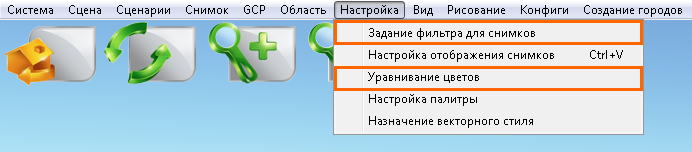 Система Сцена Сценарии Снимок GCP Область Настройка Вид Рисование Конфиги Создание городов
Задание фильтра для снимков
Настройка отображения снимков Ctrl+V
Уравнивание цветов
Настройка палитры
Назначение векторного стиля